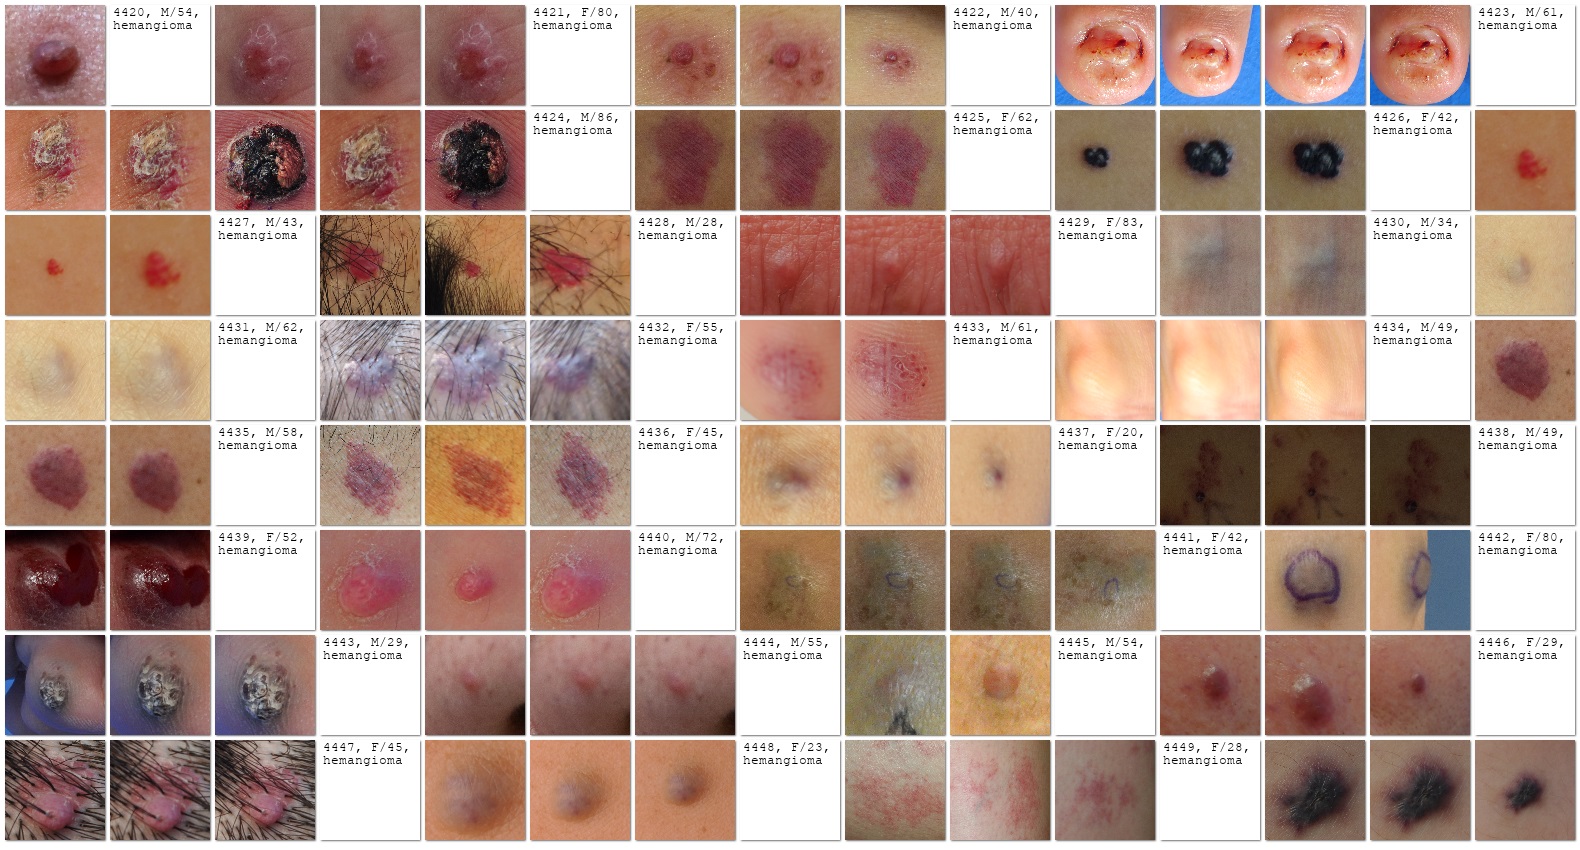 4420, M/54,
hemangioma
4421, F/80,
hemangioma
4422, M/40,
hemangioma
4423, M/61,
hemangioma
4424, M/86,
hemangioma
4425, F/62,
hemangioma
4426, F/42,
hemangioma
4427, M/43,
hemangioma
4428, M/28,
hemangioma
4429, F/83,
hemangioma
4430, M/34,
hemangioma
4431, M/62,
hemangioma
4432, F/55,
hemangioma
4433, M/61,
hemangioma
4434, M/49,
hemangioma
4435, M/58,
hemangioma
4436, F/45,
hemangioma
4437, F/20,
hemangioma
4438, M/49,
hemangioma
4439, F/52,
hemangioma
4440, M/72,
hemangioma
4441, F/42,
hemangioma
4442, F/80,
hemangioma
4443, M/29,
hemangioma
4444, M/55,
hemangioma
4445, M/54,
hemangioma
4446, F/29,
hemangioma
4447, F/45,
hemangioma
4448, F/23,
hemangioma
4449, F/28,
hemangioma